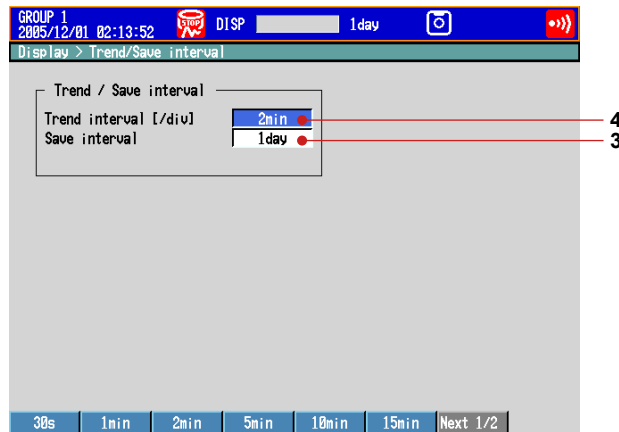 GROUP 1
2005/12/01 02:13:52 STOP DISP 1day
Display > Trend/Save interval
Trend / Save interval
Trend interval [/div] 2min 4
Save interval 1day 3
30s 1min 2min 5min 10min 15min Next 1/2